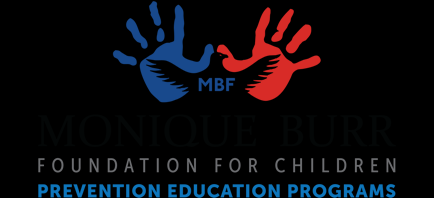 MBF
MONIQUE BURR
FOUNDATION FOR CHILDREN
PREVENTION EDUCATION PROGRAMS